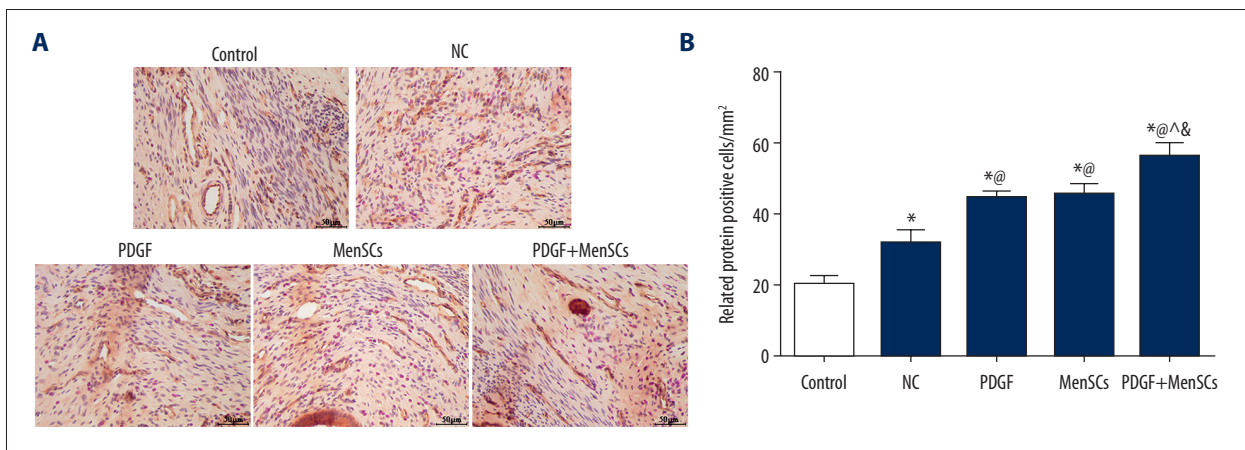 A
Control
NC
50μm
50μm
PDGF
MenSCs
PDGF+MenSCs
50μm
50μm
50μm
B
Related protein positive cells/mm²
80
60
40
20
0
*
*@
*@
*@^&
Control
NC
PDGF
MenSCs
PDGF+MenSCs